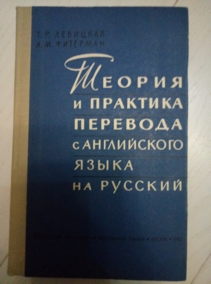 Т.Р. ЛЕВИЦКАЯ
А.М. ФИТЕРМАН
ТЕОРИЯ
И ПРАКТИКА
ПЕРЕВОДА
С АНГЛИЙСКОГО
ЯЗЫКА
НА РУССКИЙ